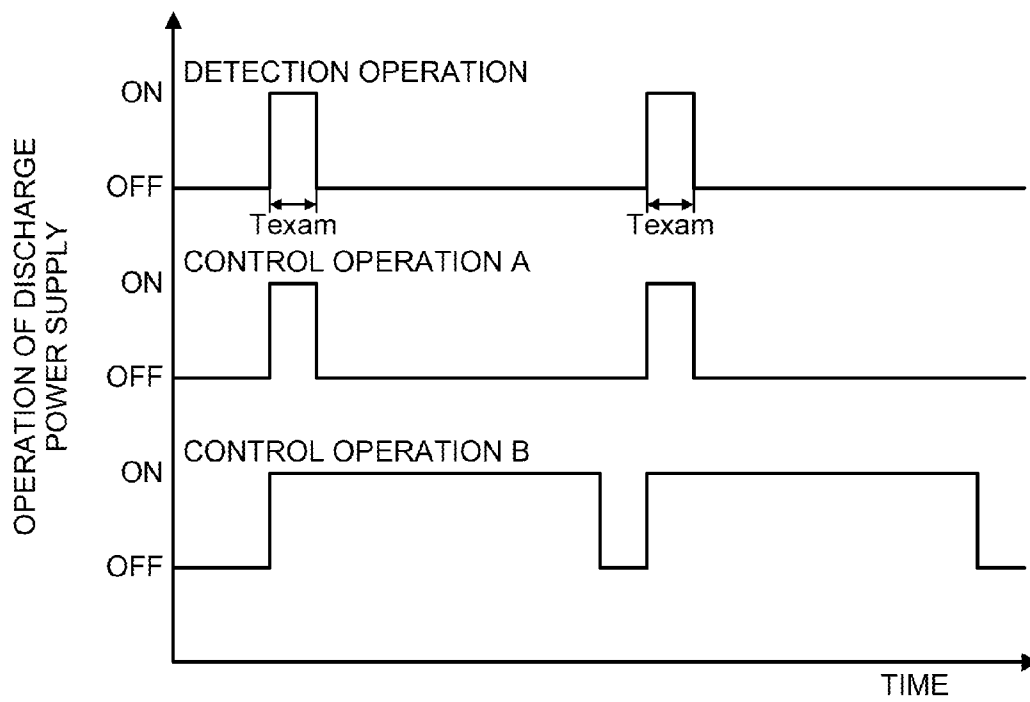 OPERATION OF DISCHARGE
POWER SUPPLY
DETECTION OPERATION
ON
OFF
Texam
Texam
CONTROL OPERATION A
ON
OFF
CONTROL OPERATION B
ON
OFF
TIME